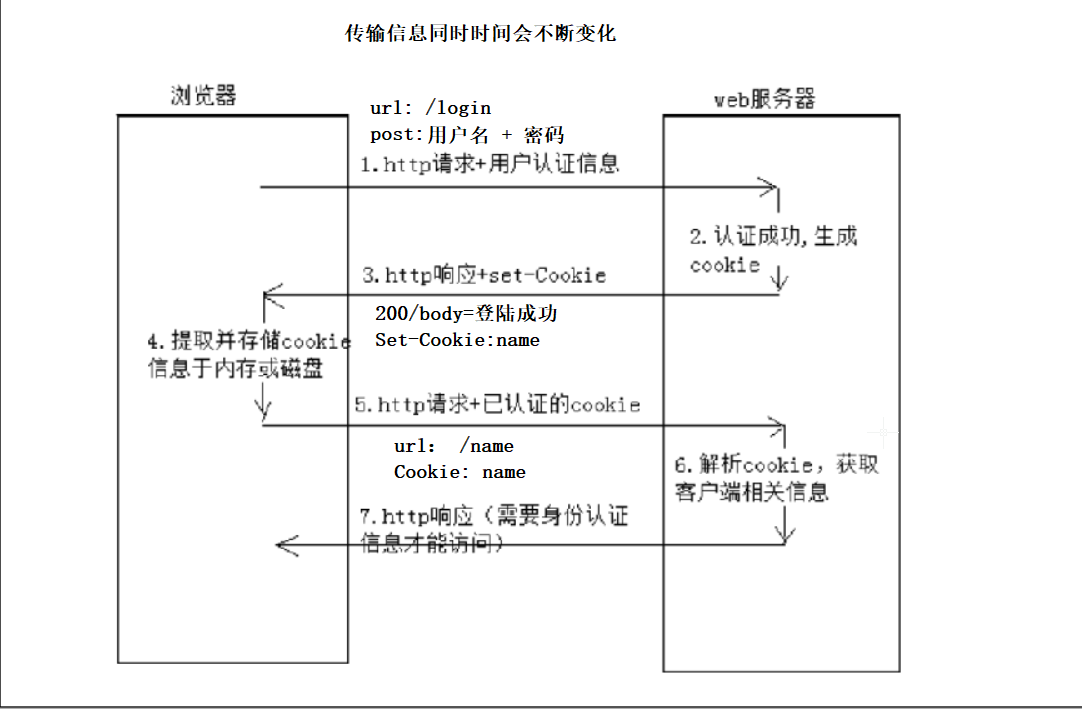 传输信息同时时间会不断变化
浏览器
web服务器
url: /login
post:用户名 + 密码
1.http请求+用户认证信息
2.认证成功,生成
cookie
3.http响应+set-Cookie
200/body=登陆成功
Set-Cookie:name
4.提取并存储cookie
信息于内存或磁盘
5.http请求+已认证的cookie
url: /name
Cookie: name
6.解析cookie，获取
客户端相关信息
7.http响应（需要身份认证
信息才能访问）